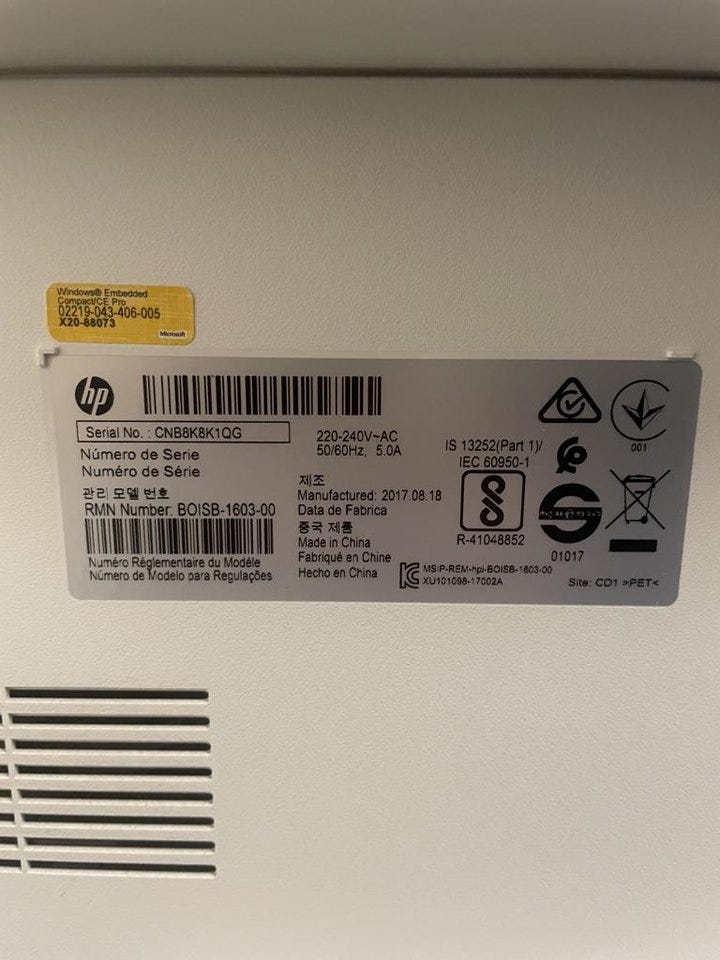 Windows® Embedded
Compact/CE Pro
02219-043-406-005
X20-88073
Microsoft
hp
Serial No. : CNB8K8K1QG
Número de Serie
Numéro de Série
관리 모델 번호
RMN Number: BOISB-1603-00
Numéro Réglementaire du Modèle
Número de Modelo para Regulações
220-240V~AC
50/60Hz, 5.0A
제조
Manufactured: 2017.08.18
Data de Fabrica
중국 제품
Made in China
Fabriqué en Chine
Hecho en China
IS 13252(Part 1)/
IEC 60950-1
R-41048852
MSIP-REM-hpi-BOISB-1603-00
XU101098-17002A
001
01017
Site: CD1 >PET<